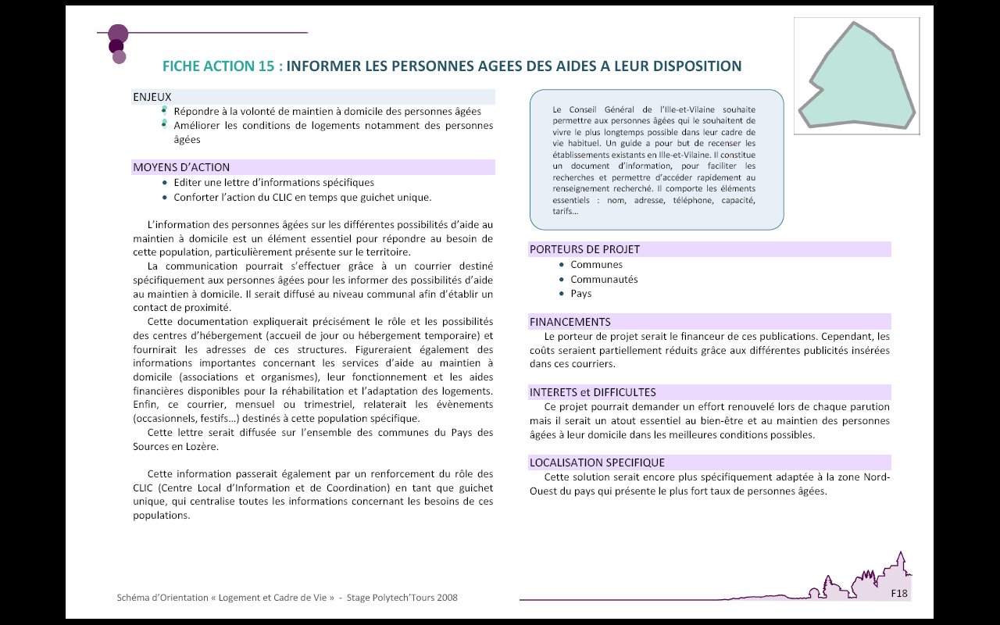 FICHE ACTION 15 : INFORMER LES PERSONNES AGEES DES AIDES A LEUR DISPOSITION
ENJEUX
Répondre à la volonté de maintien à domicile des personnes âgées
Améliorer les conditions de logements notamment des personnes
âgées
MOYENS D'ACTION
• Editer une lettre d'informations spécifiques
• Conforter l'action du CLIC en temps que guichet unique.
L'information des personnes âgées sur les différentes possibilités d'aide au
maintien à domicile est un élément essentiel pour répondre au besoin de
cette population, particulièrement présente sur le territoire.
La communication pourrait s'effectuer grâce à un courrier destiné
spécifiquement aux personnes âgées pour les informer des possibilités d'aide
au maintien à domicile. Il serait diffusé au niveau communal afin d'établir un
contact de proximité.
Cette documentation expliquerait précisément le rôle et les possibilités
des centres d'hébergement (accueil de jour ou hébergement temporaire) et
fournirait les adresses de ces structures. Figureraient également des
informations importantes concernant les services d'aide au maintien à
domicile (associations et organismes), leur fonctionnement et les aides
financières disponibles pour la réhabilitation et l'adaptation des logements.
Enfin, ce courrier, mensuel ou trimestriel, relaterait les évènements
(occasionnels, festifs…) destinés à cette population spécifique.
Cette lettre serait diffusée sur l'ensemble des communes du Pays des
Sources en Lozère.
Cette information passerait également par un renforcement du rôle des
CLIC (Centre Local d'Information et de Coordination) en tant que guichet
unique, qui centralise toutes les informations concernant les besoins de ces
populations.
Le Conseil Général de l'Ille-et-Vilaine souhaite
permettre aux personnes âgées qui le souhaitent de
vivre le plus longtemps possible dans leur cadre de
vie habituel. Un guide a pour but de recenser les
établissements existants en Ille-et-Vilaine. Il constitue
un document d'information, pour faciliter les
recherches et permettre d'accéder rapidement au
renseignement recherché. Il comporte les éléments
essentiels : nom, adresse, téléphone, capacité,
tarifs…
PORTEURS DE PROJET
• Communes
• Communautés
• Pays
FINANCEMENTS
Le porteur de projet serait le financeur de ces publications. Cependant, les
coûts seraient partiellement réduits grâce aux différentes publicités insérées
dans ces courriers.
INTERETS et DIFFICULTES
Ce projet pourrait demander un effort renouvelé lors de chaque parution
mais il serait un atout essentiel au bien-être et au maintien des personnes
âgées à leur domicile dans les meilleures conditions possibles.
LOCALISATION SPECIFIQUE
Cette solution serait encore plus spécifiquement adaptée à la zone Nord-
Ouest du pays qui présente le plus fort taux de personnes âgées.
Schéma d'Orientation « Logement et Cadre de Vie » - Stage Polytech'Tours 2008
F18